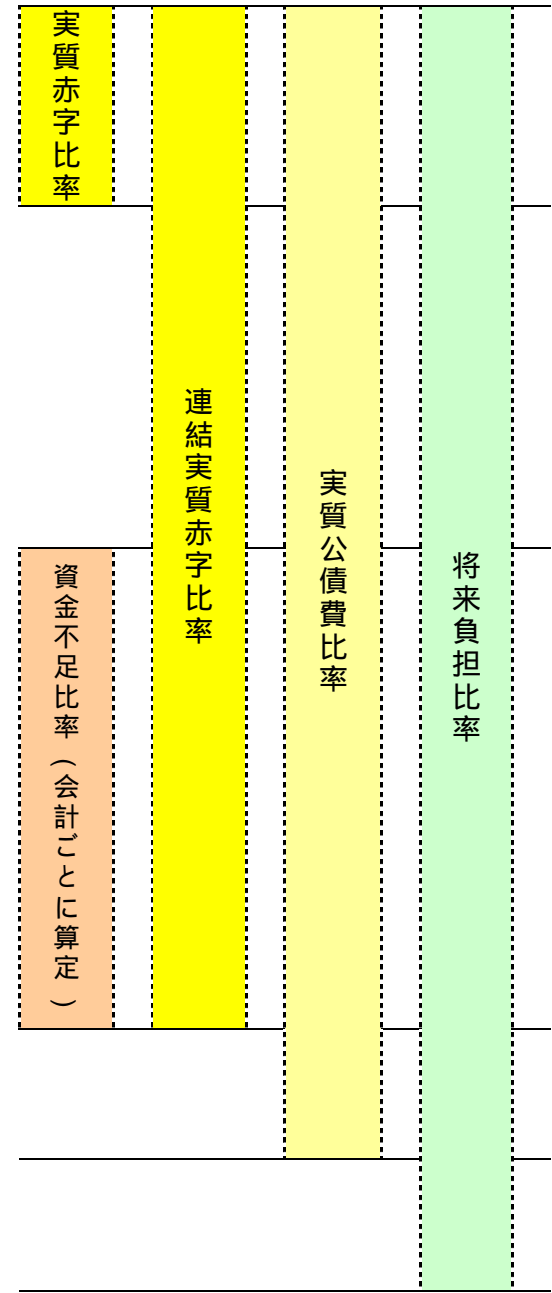 実質赤字比率
資金不足比率（会計ごとに算定）
連結実質赤字比率
実質公債費比率
将来負担比率